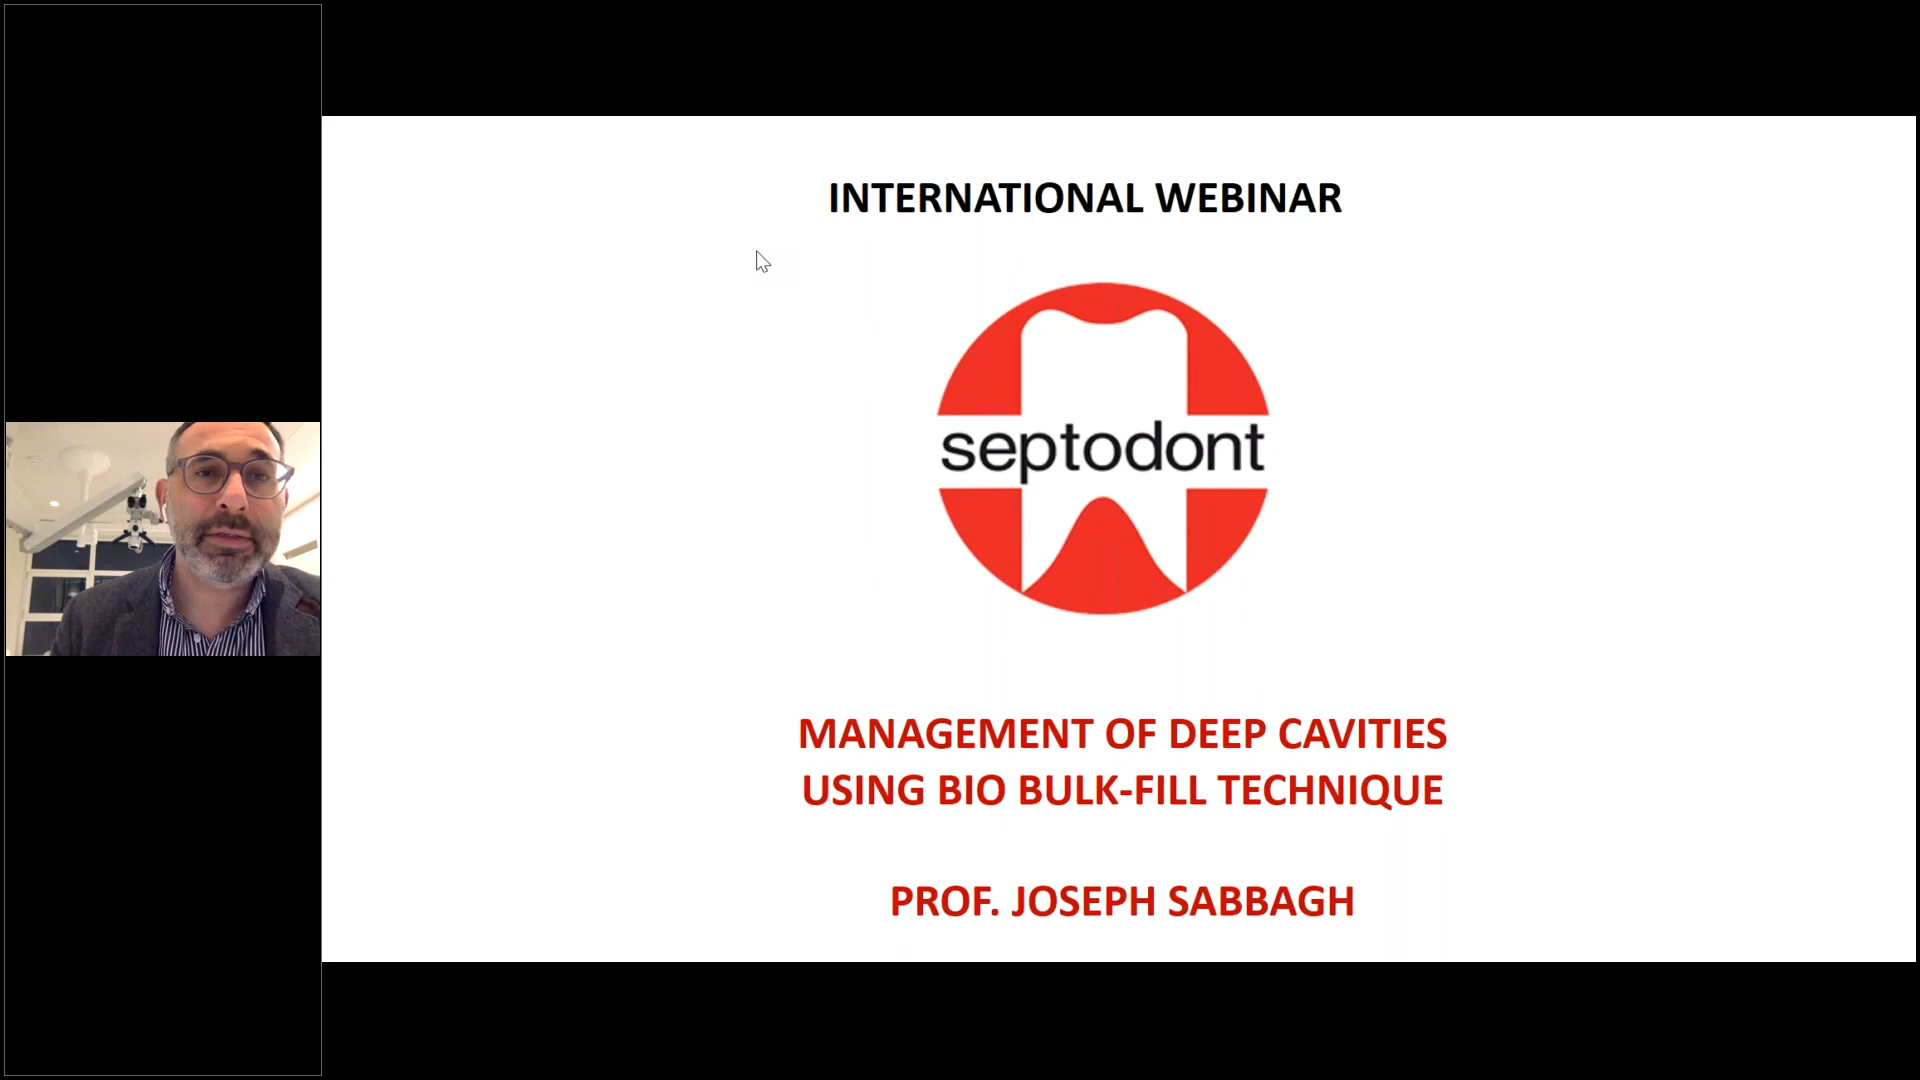 INTERNATIONAL WEBINAR
septodont
MANAGEMENT OF DEEP CAVITIES
USING BIO BULK-FILL TECHNIQUE
PROF. JOSEPH SABBAGH